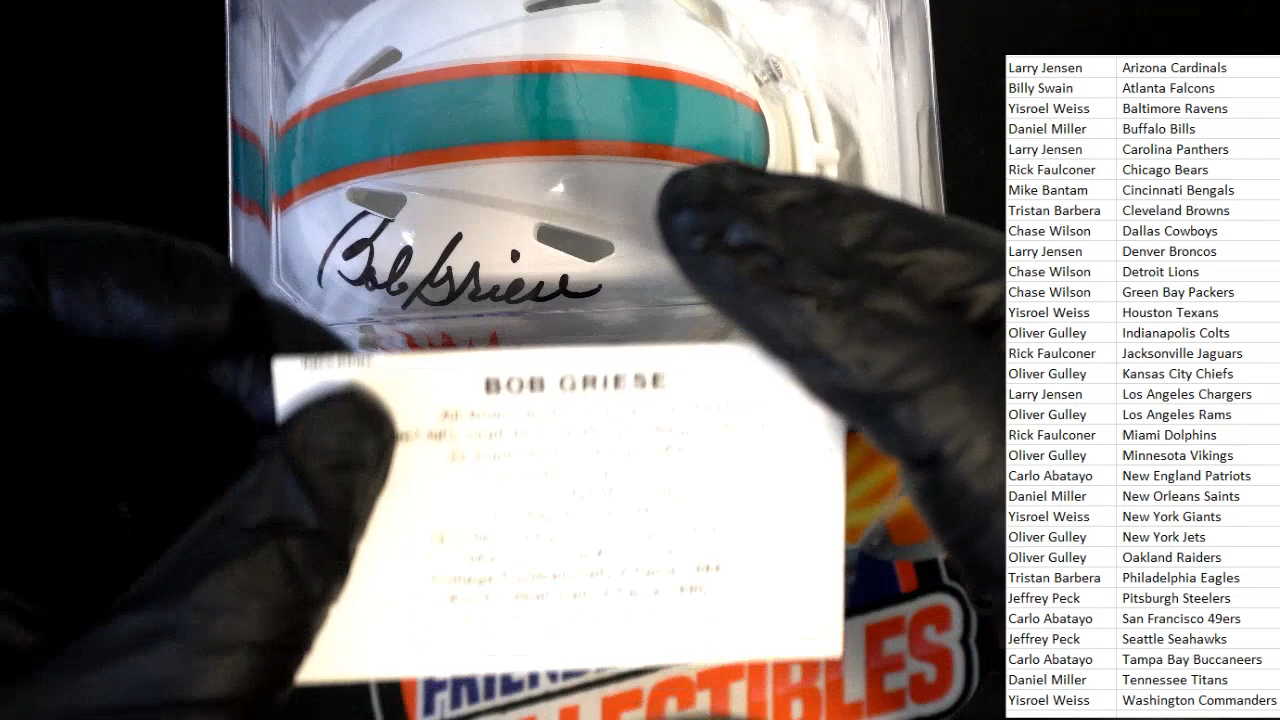 Bob Griese
BOB GRIESE
FRIEN
LLECTIBLES
Larry Jensen Arizona Cardinals
Billy Swain Atlanta Falcons
Yisroel Weiss Baltimore Ravens
Daniel Miller Buffalo Bills
Larry Jensen Carolina Panthers
Rick Faulconer Chicago Bears
Mike Bantam Cincinnati Bengals
Tristan Barbera Cleveland Browns
Chase Wilson Dallas Cowboys
Larry Jensen Denver Broncos
Chase Wilson Detroit Lions
Chase Wilson Green Bay Packers
Yisroel Weiss Houston Texans
Oliver Gulley Indianapolis Colts
Rick Faulconer Jacksonville Jaguars
Oliver Gulley Kansas City Chiefs
Larry Jensen Los Angeles Chargers
Oliver Gulley Los Angeles Rams
Rick Faulconer Miami Dolphins
Oliver Gulley Minnesota Vikings
Carlo Abatayo New England Patriots
Daniel Miller New Orleans Saints
Yisroel Weiss New York Giants
Oliver Gulley New York Jets
Oliver Gulley Oakland Raiders
Tristan Barbera Philadelphia Eagles
Jeffrey Peck Pitsburgh Steelers
Carlo Abatayo San Francisco 49ers
Jeffrey Peck Seattle Seahawks
Carlo Abatayo Tampa Bay Buccaneers
Daniel Miller Tennessee Titans
Yisroel Weiss Washington Commanders